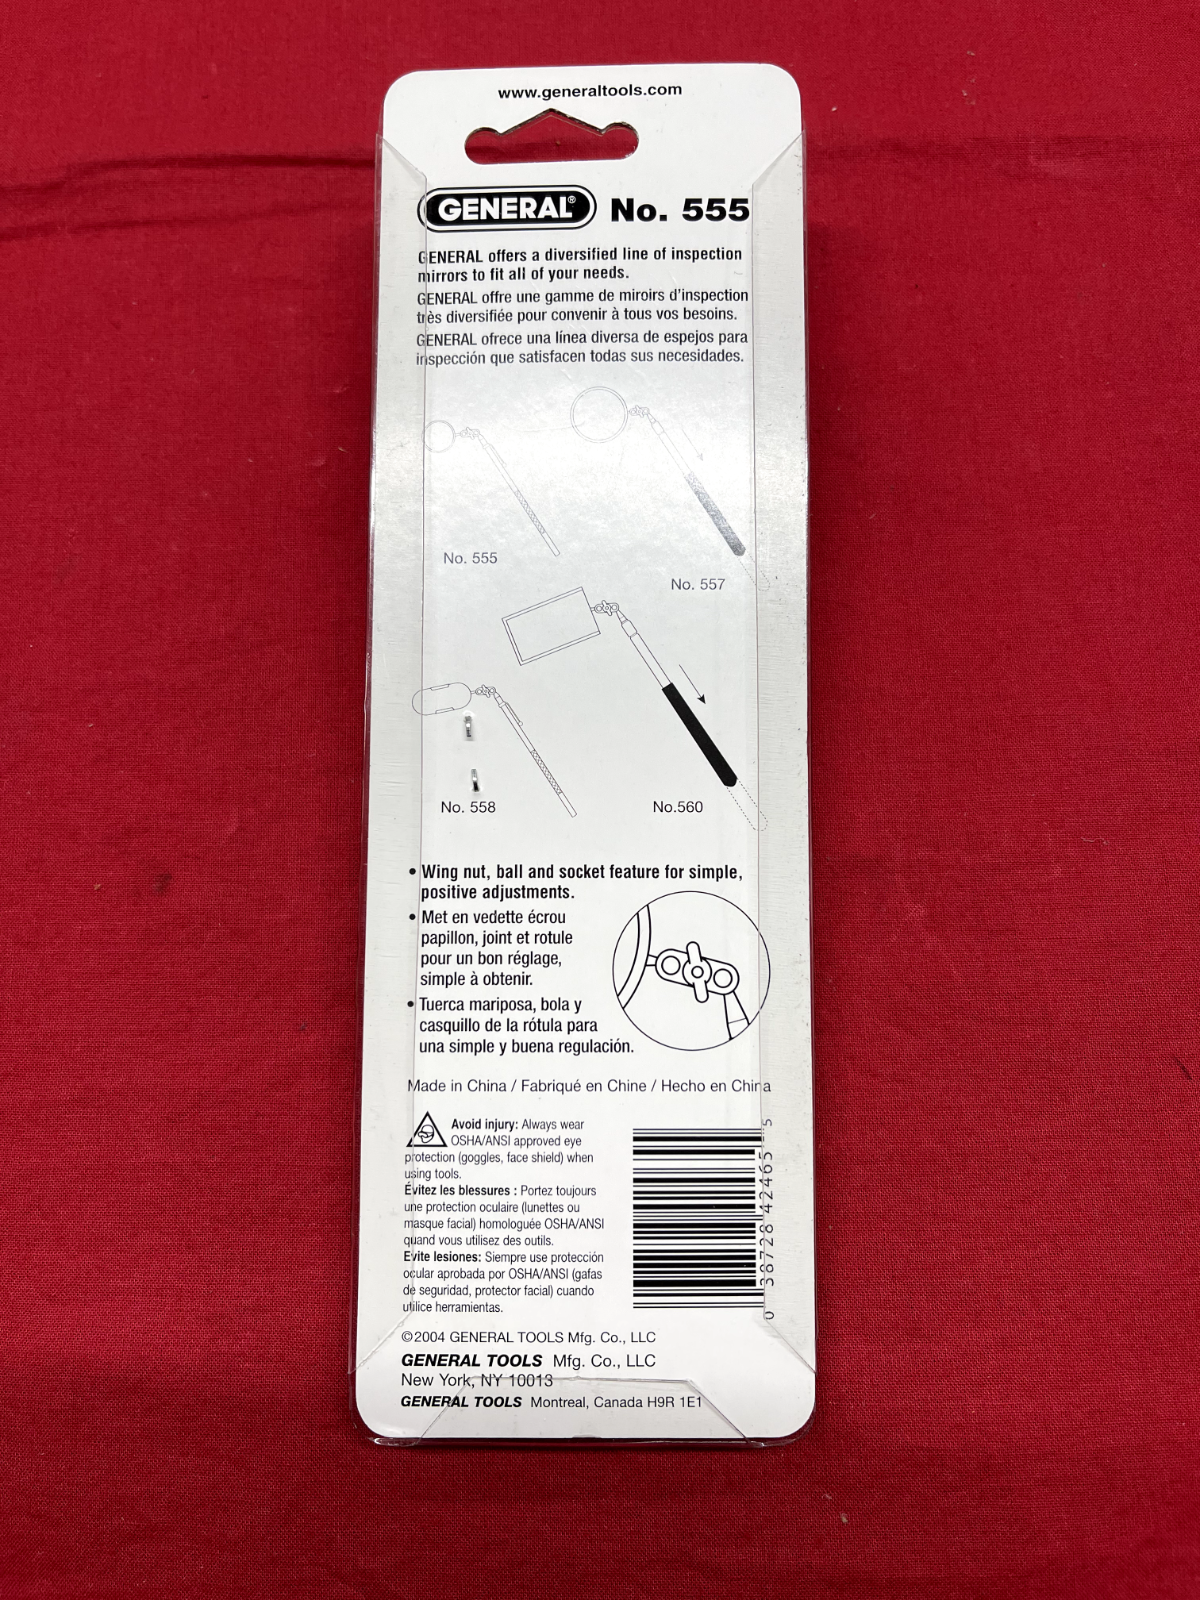 www.generaltools.com
GENERAL® No. 555
GENERAL offers a diversified line of inspection
mirrors to fit all of your needs.
GENERAL offre une gamme de miroirs d'inspection
très diversifiée pour convenir à tous vos besoins.
GENERAL ofrece una línea diversa de espejos para
inspección que satisfacen todas sus necesidades.
No. 555
No. 557
No. 558
No.560
• Wing nut, ball and socket feature for simple,
positive adjustments.
• Met en vedette écrou
papillon, joint et rotule
pour un bon réglage,
simple à obtenir.
• Tuerca mariposa, bola y
casquillo de la rótula para
una simple y buena regulación.
Made in China / Fabriqué en Chine / Hecho en China
Avoid injury: Always wear
OSHA/ANSI approved eye
protection (goggles, face shield) when
using tools.
Évitez les blessures : Portez toujours
une protection oculaire (lunettes ou
masque facial) homologuée OSHA/ANSI
quand vous utilisez des outils.
Evite lesiones: Siempre use protección
ocular aprobada por OSHA/ANSI (gafas
de seguridad, protector facial) cuando
utilice herramientas.
0 38728 42465 5
©2004 GENERAL TOOLS Mfg. Co., LLC
GENERAL TOOLS Mfg. Co., LLC
New York, NY 10013
GENERAL TOOLS Montreal, Canada H9R 1E1